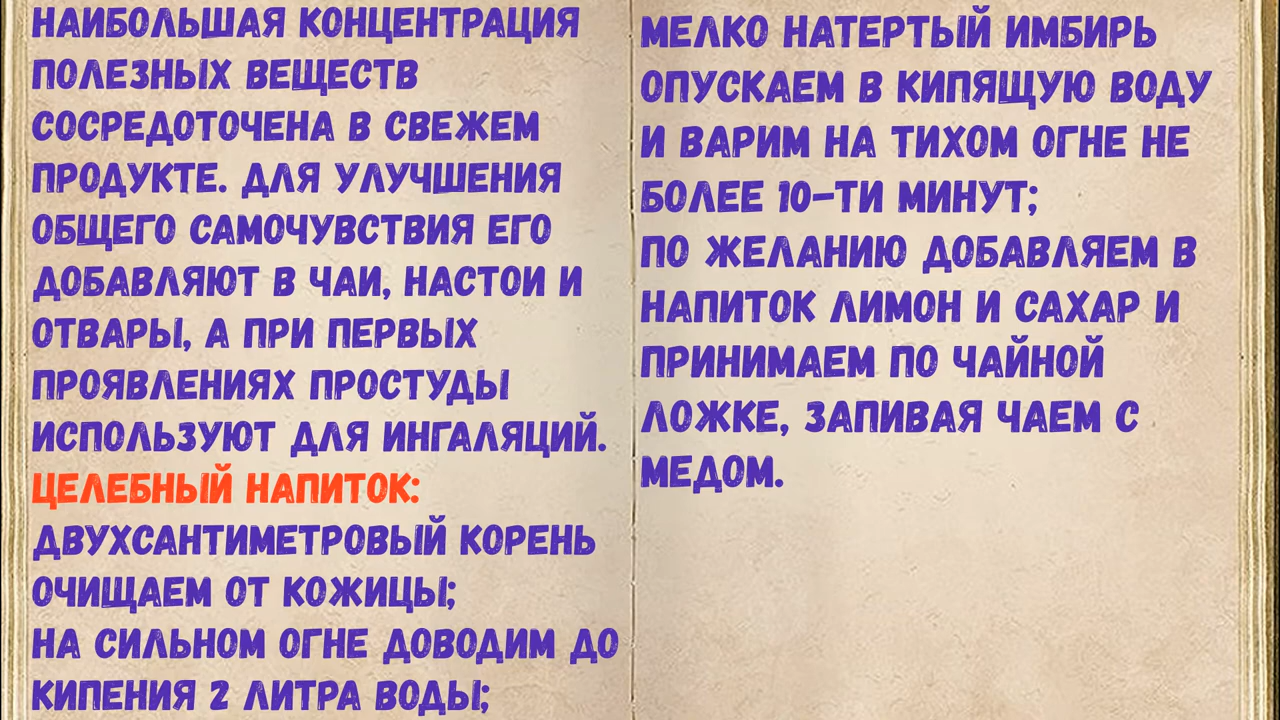 НАИБОЛЬШАЯ КОНЦЕНТРАЦИЯ
ПОЛЕЗНЫХ ВЕЩЕСТВ
СОСРЕДОТОЧЕНА В СВЕЖЕМ
ПРОДУКТЕ. ДЛЯ УЛУЧШЕНИЯ
ОБЩЕГО САМОЧУВСТВИЯ ЕГО
ДОБАВЛЯЮТ В ЧАИ, НАСТОИ И
ОТВАРЫ, А ПРИ ПЕРВЫХ
ПРОЯВЛЕНИЯХ ПРОСТУДЫ
ИСПОЛЬЗУЮТ ДЛЯ ИНГАЛЯЦИЙ.
ЦЕЛЕБНЫЙ НАПИТОК:
ДВУХСАНТИМЕТРОВЫЙ КОРЕНЬ
ОЧИЩАЕМ ОТ КОЖИЦЫ;
НА СИЛЬНОМ ОГНЕ ДОВОДИМ ДО
КИПЕНИЯ 2 ЛИТРА ВОДЫ;
МЕЛКО НАТЕРТЫЙ ИМБИРЬ
ОПУСКАЕМ В КИПЯЩУЮ ВОДУ
И ВАРИМ НА ТИХОМ ОГНЕ НЕ
БОЛЕЕ 10-ТИ МИНУТ;
ПО ЖЕЛАНИЮ ДОБАВЛЯЕМ В
НАПИТОК ЛИМОН И САХАР И
ПРИНИМАЕМ ПО ЧАЙНОЙ
ЛОЖКЕ, ЗАПИВАЯ ЧАЕМ С
МЕДОМ.